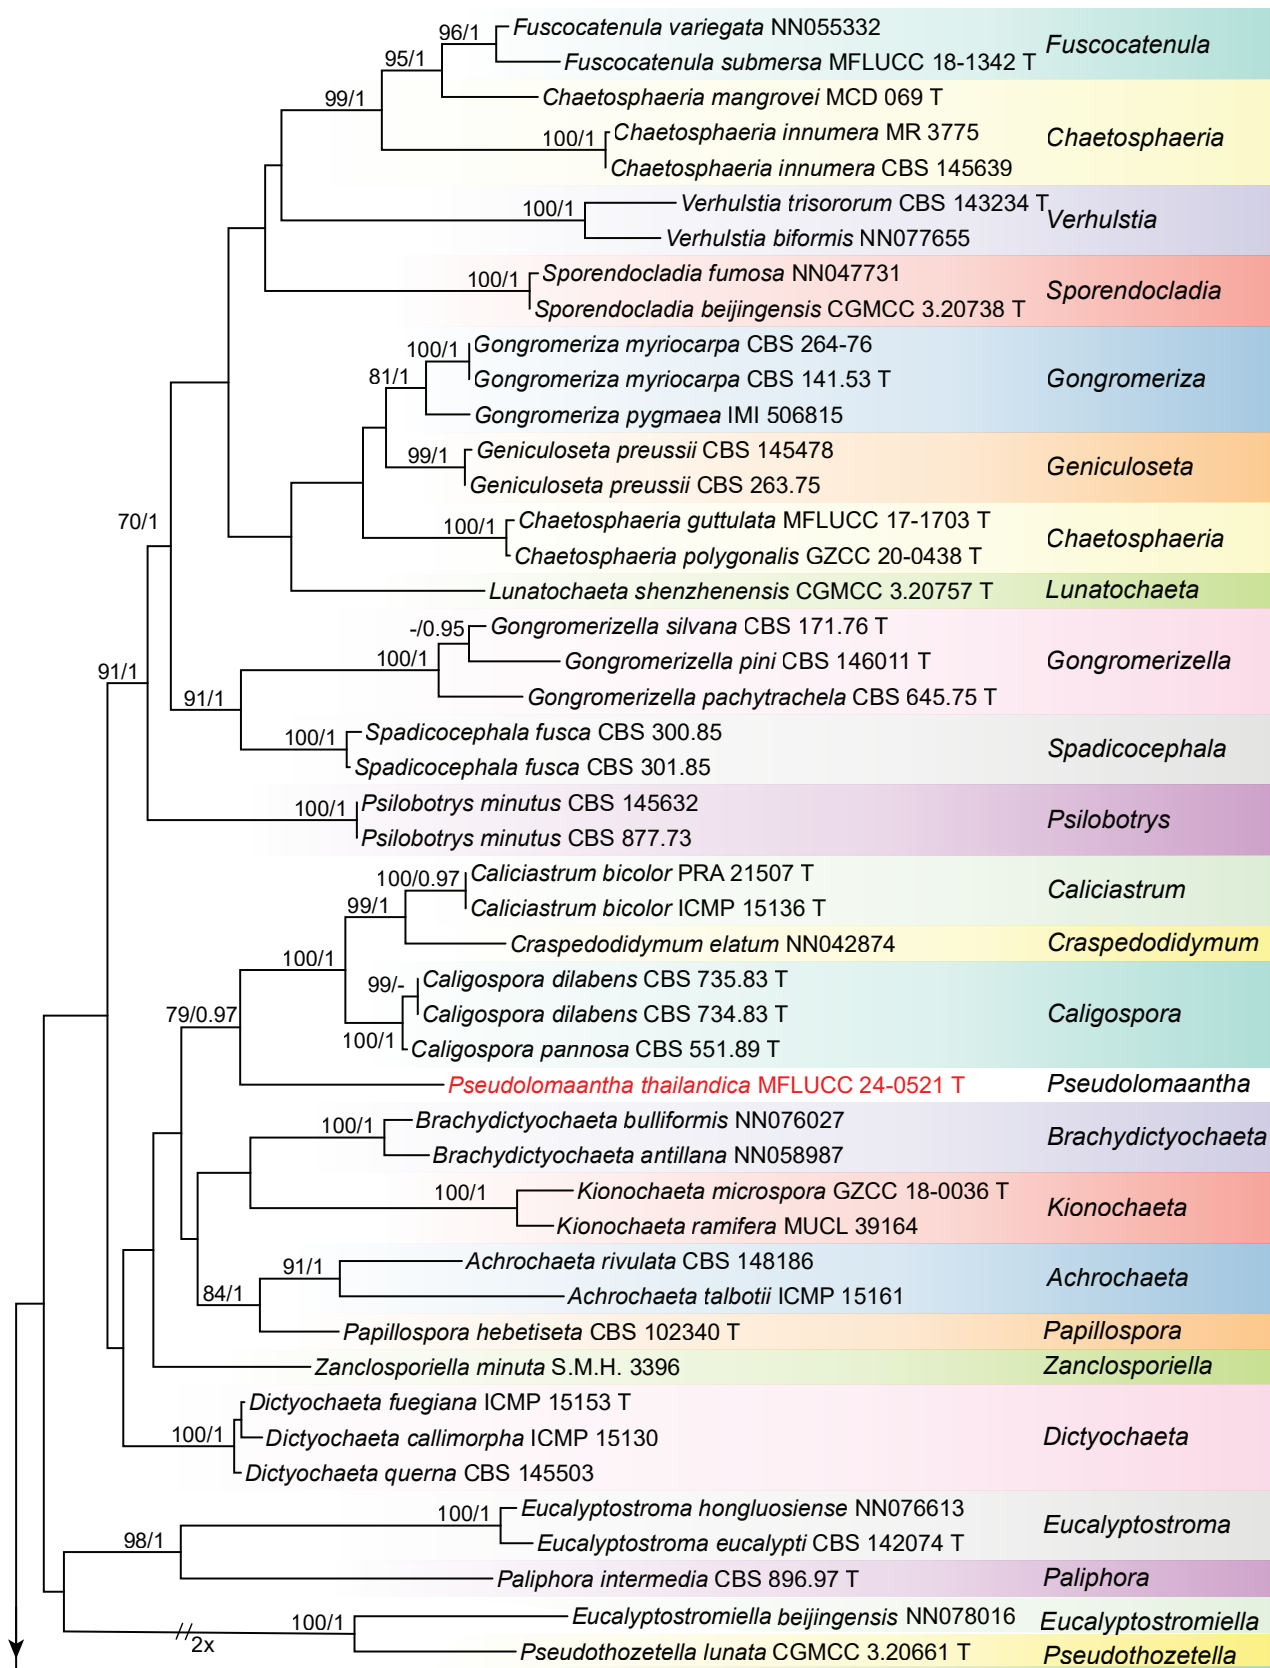 96/1
Fuscocatenula variegata NN055332
Fuscocatenula
95/1
Fuscocatenula submersa MFLUCC 18-1342 T
99/1
Chaetosphaeria mangrovei MCD 069 T
100/1
Chaetosphaeria innumera MR 3775
Chaetosphaeria
Chaetosphaeria innumera CBS 145639
100/1
Verhulstia trisororum CBS 143234 T
Verhulstia
Verhulstia biformis NN077655
100/1
Sporendocladia fumosa NN047731
Sporendocladia
Sporendocladia beijingensis CGMCC 3.20738 T
100/1
Gongromeriza myriocarpa CBS 264-76
81/1
Gongromeriza myriocarpa CBS 141.53 T
Gongromeriza
Gongromeriza pygmaea IMI 506815
99/1
Geniculoseta preussii CBS 145478
Geniculoseta
Geniculoseta preussii CBS 263.75
70/1
100/1
Chaetosphaeria guttulata MFLUCC 17-1703 T
Chaetosphaeria
Chaetosphaeria polygonalis GZCC 20-0438 T
Lunatochaeta shenzhenensis CGMCC 3.20757 T
Lunatochaeta
-/0.95
Gongromerizella silvana CBS 171.76 T
91/1
100/1
Gongromerizella pini CBS 146011 T
Gongromerizella
91/1
Gongromerizella pachytrachela CBS 645.75 T
100/1
Spadicocephala fusca CBS 300.85
Spadicocephala
Spadicocephala fusca CBS 301.85
100/1
Psilobotrys minutus CBS 145632
Psilobotrys
Psilobotrys minutus CBS 877.73
100/0.97
Caliciastrum bicolor PRA 21507 T
Caliciastrum
99/1
Caliciastrum bicolor ICMP 15136 T
100/1
Craspedodidymum elatum NN042874
Craspedodidymum
99/-
Caligospora dilabens CBS 735.83 T
79/0.97
Caligospora dilabens CBS 734.83 T
Caligospora
100/1
Caligospora pannosa CBS 551.89 T
Pseudolomaantha thailandica MFLUCC 24-0521 T
Pseudolomaantha
100/1
Brachydictyochaeta bulliformis NN076027
Brachydictyochaeta
Brachydictyochaeta antillana NN058987
100/1
Kionochaeta microspora GZCC 18-0036 T
Kionochaeta
Kionochaeta ramifera MUCL 39164
91/1
Achrochaeta rivulata CBS 148186
Achrochaeta
84/1
Achrochaeta talbotii ICMP 15161
Papillospora hebetiseta CBS 102340 T
Papillospora
Zanclosporiella minuta S.M.H. 3396
Zanclosporiella
Dictyochaeta fuegiana ICMP 15153 T
100/1
Dictyochaeta callimorpha ICMP 15130
Dictyochaeta
Dictyochaeta querna CBS 145503
100/1
Eucalyptostroma hongluosiense NN076613
Eucalyptostroma
98/1
Eucalyptostroma eucalypti CBS 142074 T
Paliphora intermedia CBS 896.97 T
Paliphora
100/1
Eucalyptostromiella beijingensis NN078016
Eucalyptostromiella
2x
Pseudothozetella lunata CGMCC 3.20661 T
Pseudothozetella